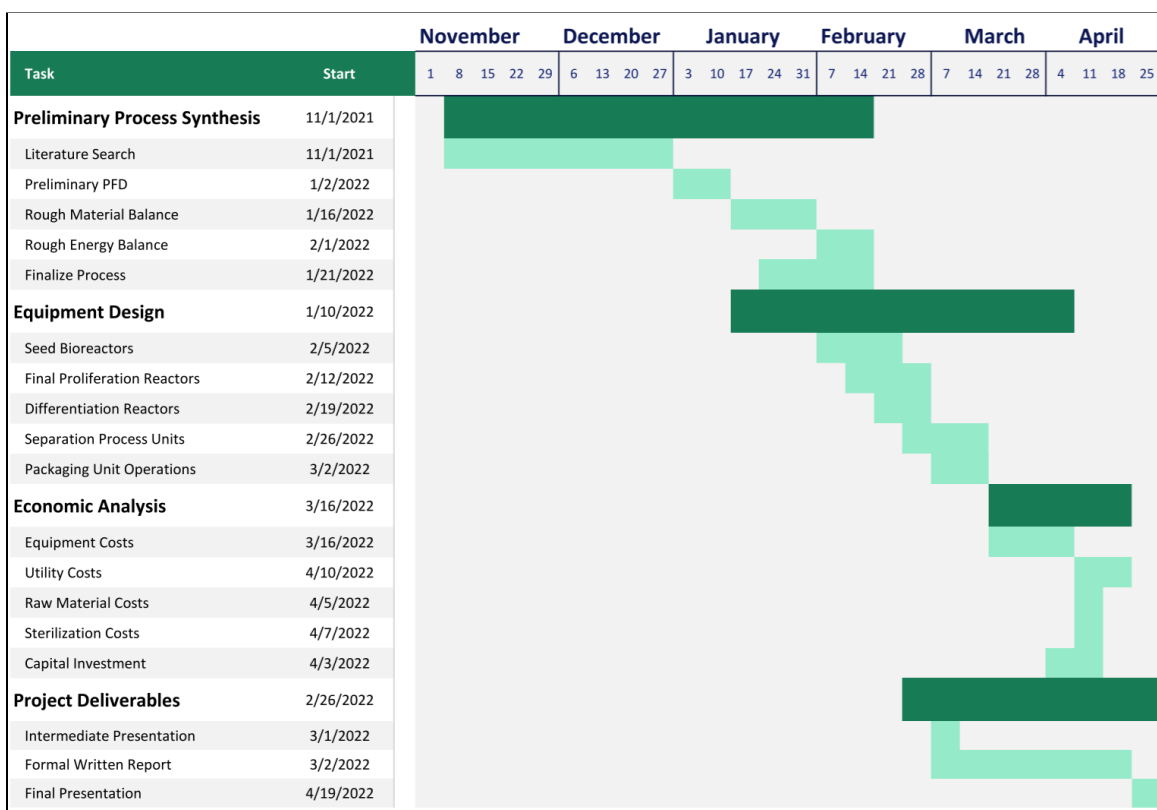 November December January February March April
Task Start 1 8 15 22 29 6 13 20 27 3 10 17 24 31 7 14 21 28 7 14 21 28 4 11 18 25
Preliminary Process Synthesis 11/1/2021
Literature Search 11/1/2021
Preliminary PFD 1/2/2022
Rough Material Balance 1/16/2022
Rough Energy Balance 2/1/2022
Finalize Process 1/21/2022
Equipment Design 1/10/2022
Seed Bioreactors 2/5/2022
Final Proliferation Reactors 2/12/2022
Differentiation Reactors 2/19/2022
Separation Process Units 2/26/2022
Packaging Unit Operations 3/2/2022
Economic Analysis 3/16/2022
Equipment Costs 3/16/2022
Utility Costs 4/10/2022
Raw Material Costs 4/5/2022
Sterilization Costs 4/7/2022
Capital Investment 4/3/2022
Project Deliverables 2/26/2022
Intermediate Presentation 3/1/2022
Formal Written Report 3/2/2022
Final Presentation 4/19/2022